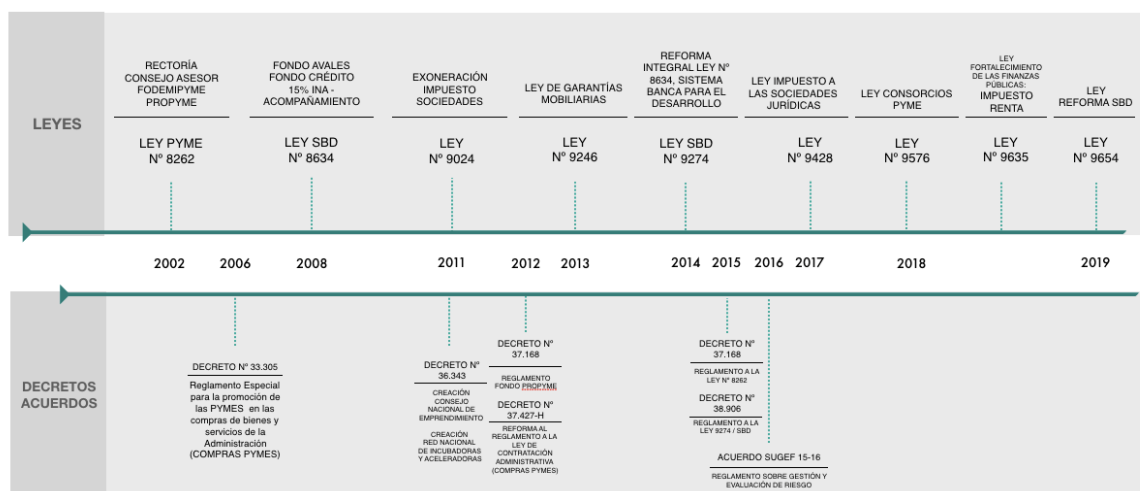 LEYES
RECTORÍA
CONSEJO ASESOR
FODEMIPYME
PROPYME
LEY PYME
Nº 8262
FONDO AVALES
FONDO CRÉDITO
15% INA -
ACOMPAÑAMIENTO
LEY SBD
Nº 8634
EXONERACIÓN
IMPUESTO
SOCIEDADES
LEY
Nº 9024
LEY DE GARANTÍAS
MOBILIARIAS
LEY
Nº 9246
REFORMA
INTEGRAL LEY Nº
8634, SISTEMA
BANCA PARA EL
DESARROLLO
LEY SBD
Nº 9274
LEY IMPUESTO A
LAS SOCIEDADES
JURÍDICAS
LEY
Nº 9428
LEY CONSORCIOS
PYME
LEY
Nº 9576
LEY
FORTALECIMIENTO
DE LAS FINANZAS
PÚBLICAS:
IMPUESTO
RENTA
LEY
Nº 9635
LEY
REFORMA SBD
LEY
Nº 9654
2002
2006
2008
2011
2012
2013
2014
2015
2016
2017
2018
2019
DECRETOS
ACUERDOS
DECRETO Nº 33.305
Reglamento Especial
para la promoción de
las PYMES en las
compras de bienes y
servicios de la
Administración
(COMPRAS PYMES)
DECRETO Nº
36.343
CREACIÓN
CONSEJO
NACIONAL DE
EMPRENDIMIENTO
CREACIÓN
RED NACIONAL
DE INCUBADORAS
Y ACELERADORAS
DECRETO Nº
37.168
REGLAMENTO
FONDO PROPYME
DECRETO Nº
37.427-H
REFORMA AL
REGLAMENTO A LA
LEY DE
CONTRATACIÓN
ADMINISTRATIVA
(COMPRAS PYMES)
DECRETO Nº
37.168
REGLAMENTO A LA
LEY Nº 8262
DECRETO Nº
38.906
REGLAMENTO A LA
LEY 9274 / SBD
ACUERDO SUGEF 15-16
REGLAMENTO SOBRE GESTIÓN Y
EVALUACIÓN DE RIESGO